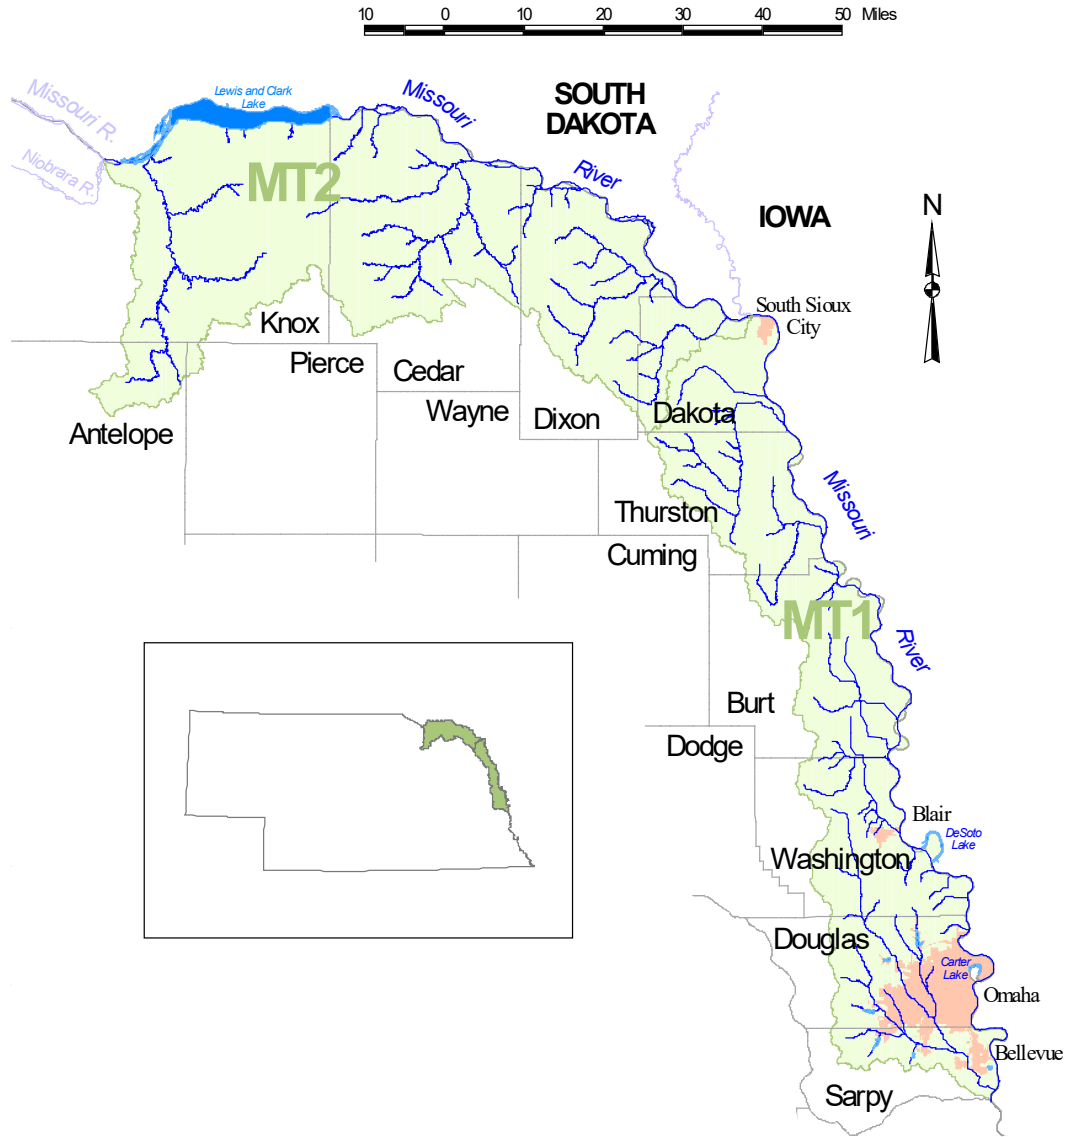 10 0 10 20 30 40 50 Miles
Lewis and Clark
Lake
Missouri R.
Niobrara R.
Missouri
River
SOUTH
DAKOTA
IOWA
N
MT2
South Sioux
City
Knox
Pierce
Cedar
Wayne
Dixon
Dakota
Antelope
Thurston
Cuming
Missouri
River
MT1
Burt
Dodge
Blair
DeSoto
Lake
Washington
Douglas
Carter
Lake
Omaha
Bellevue
Sarpy